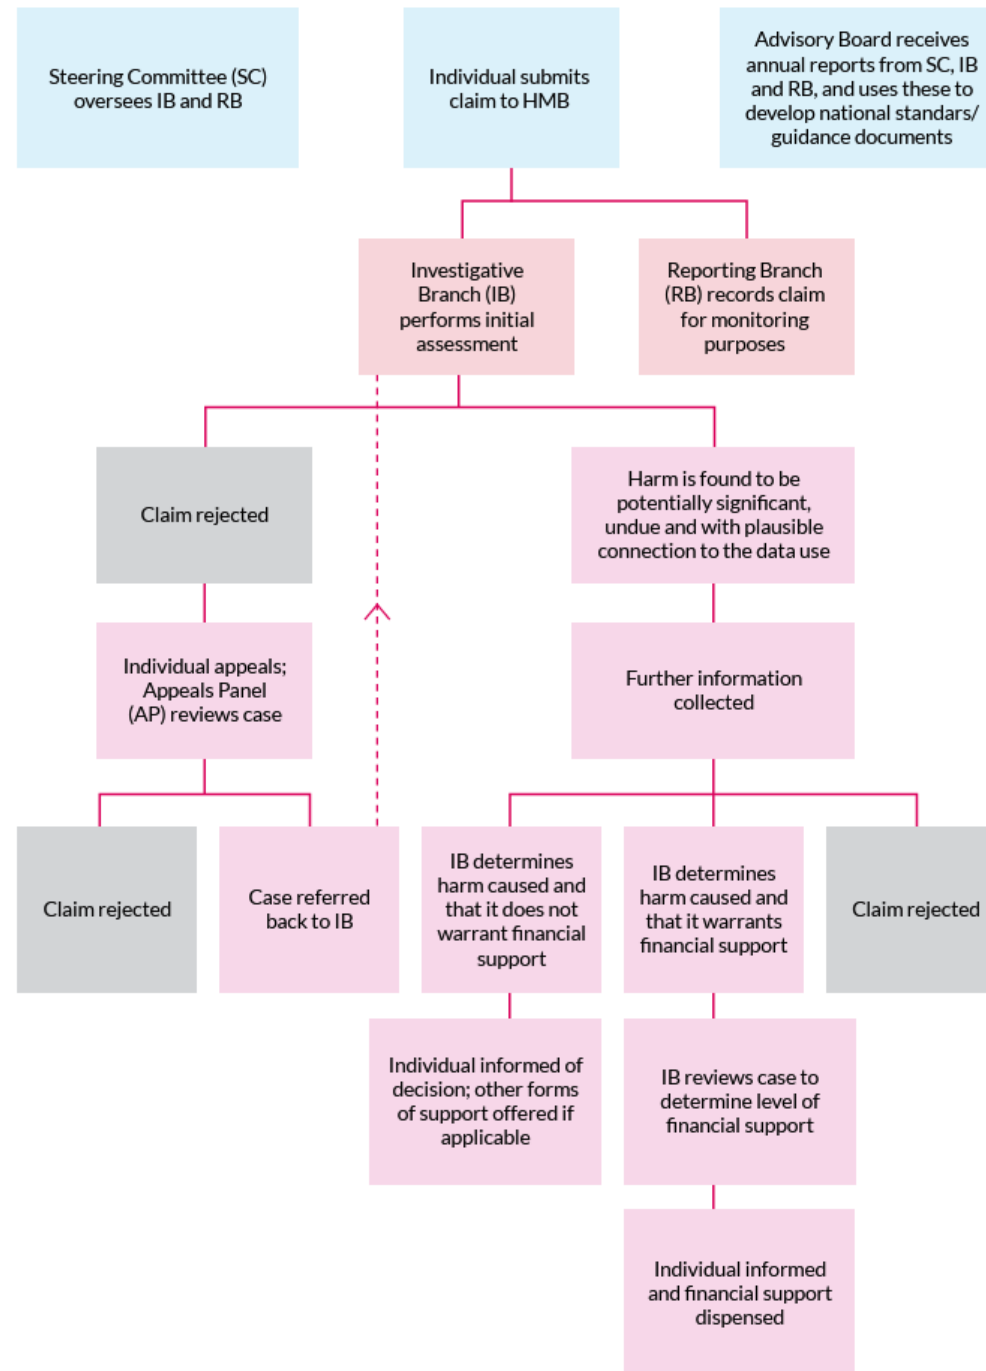 Steering Committee (SC)
oversees IB and RB
Individual submits
claim to HMB
Advisory Board receives
annual reports from SC, IB
and RB, and uses these to
develop national standars/
guidance documents
Investigative
Branch (IB)
performs initial
assessment
Reporting Branch
(RB) records claim
for monitoring
purposes
Claim rejected
Harm is found to be
potentially significant,
undue and with plausible
connection to the data use
Individual appeals;
Appeals Panel
(AP) reviews case
Further information
collected
Claim rejected
Case referred
back to IB
IB determines
harm caused and
that it does not
warrant financial
support
IB determines
harm caused and
that it warrants
financial support
Claim rejected
Individual informed of
decision; other forms
of support offered if
applicable
IB reviews case to
determine level of
financial support
Individual informed
and financial support
dispensed